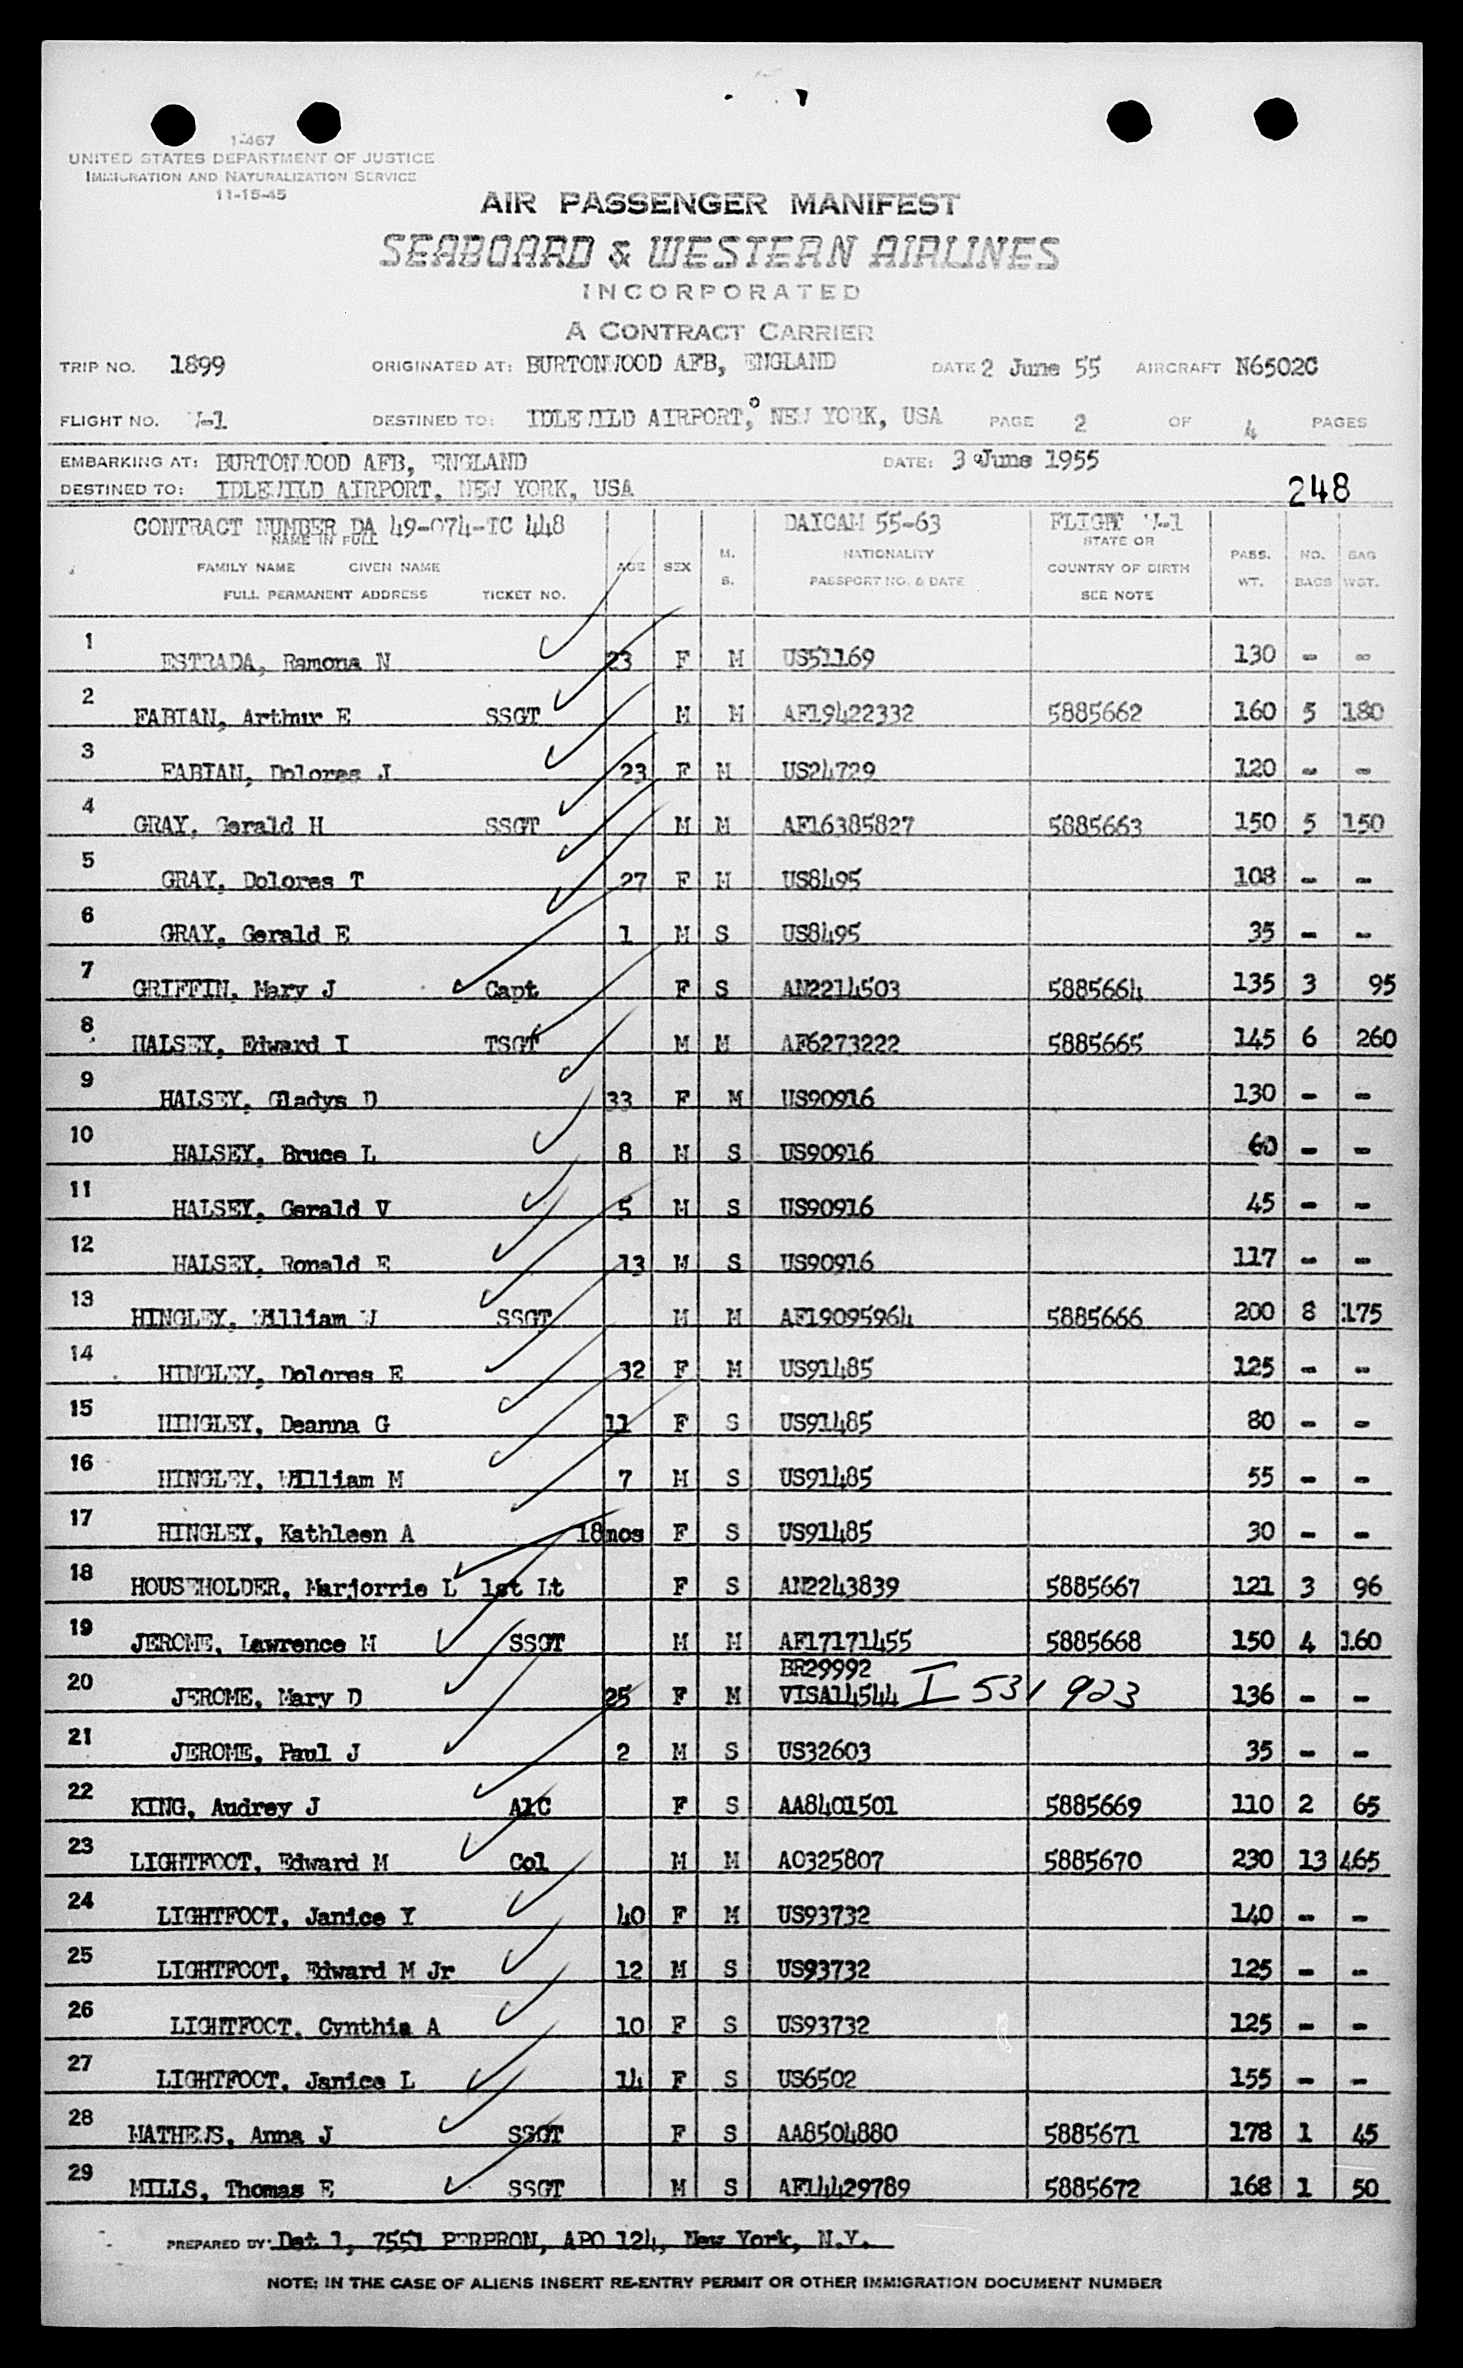 1-467
UNITED STATES DEPARTMENT OF JUSTICE
IMMIGRATION AND NATURALIZATION SERVICE
11-15-45
AIR PASSENGER MANIFEST
SEABOARD & WESTERN AIRLINES
INCORPORATED
A CONTRACT CARRIER
TRIP NO. 1899 ORIGINATED AT: BURTONWOOD AFB, ENGLAND DATE 2 June 55 AIRCRAFT N6502C
FLIGHT NO. W-1 DESTINED TO: IDLEWILD AIRPORT, NEW YORK, USA PAGE 2 OF 4 PAGES
EMBARKING AT: BURTONWOOD AFB, ENGLAND DATE: 3 June 1955
DESTINED TO: IDLEWILD AIRPORT, NEW YORK, USA 248
CONTRACT NUMBER DA 49-074-TC 448 DAICAM 55-63 FLIGHT W-1
NAME IN FULL
FAMILY NAME GIVEN NAME
FULL PERMANENT ADDRESS TICKET NO.
AGE SEX M. S.
NATIONALITY
PASSPORT NO. & DATE
STATE OR
COUNTRY OF BIRTH
SEE NOTE
PASS. WT. NO. BAGS BAG WGT.
1 ESTRADA, Ramona N 23 F M US51169 130 - -
2 FABIAN, Arthur E SSGT M M AF19422332 5885662 160 5 180
3 FABIAN, Dolores J 23 F M US24729 120 - -
4 GRAY, Gerald H SSGT M M AF16385827 5885663 150 5 150
5 GRAY, Dolores T 27 F M US8495 108 - -
6 GRAY, Gerald E 1 M S US8495 35 - -
7 GRIFFIN, Mary J Capt F S AN2214503 5885664 135 3 95
8 HALSEY, Edward I TSGT M M AF6273222 5885665 145 6 260
9 HALSEY, Gladys D 33 F M US90916 130 - -
10 HALSEY, Bruce L 8 M S US90916 60 - -
11 HALSEY, Gerald V 5 M S US90916 45 - -
12 HALSEY, Ronald E 13 M S US90916 117 - -
13 HINGLEY, William W SSGT M M AF19095964 5885666 200 8 175
14 HINGLEY, Dolores E 32 F M US91485 125 - -
15 HINGLEY, Deanna G 11 F S US91485 80 - -
16 HINGLEY, William M 7 M S US91485 55 - -
17 HINGLEY, Kathleen A 18mos F S US91485 30 - -
18 HOUSEHOLDER, Marjorrie L 1st Lt F S AN2243839 5885667 121 3 96
19 JEROME, Lawrence M SSGT M M AF17171455 5885668 150 4 160
BR29992
20 JEROME, Mary D 25 F M VISA14544 I 531 923 136 - -
21 JEROME, Paul J 2 M S US32603 35 - -
22 KING, Audrey J A1C F S AA8401501 5885669 110 2 65
23 LIGHTFOOT, Edward M Col M M AO325807 5885670 230 13 465
24 LIGHTFOOT, Janice Y 40 F M US93732 140 - -
25 LIGHTFOOT, Edward M Jr 12 M S US93732 125 - -
26 LIGHTFOOT, Cynthia A 10 F S US93732 125 - -
27 LIGHTFOOT, Janice L 14 F S US6502 155 - -
28 MATHEWS, Anna J SSGT F S AA8504880 5885671 178 1 45
29 MILLS, Thomas E SSGT M S AF14429789 5885672 168 1 50
PREPARED BY: Det 1, 7551 PERPRON, APO 124, New York, N.Y.
NOTE: IN THE CASE OF ALIENS INSERT RE-ENTRY PERMIT OR OTHER IMMIGRATION DOCUMENT NUMBER